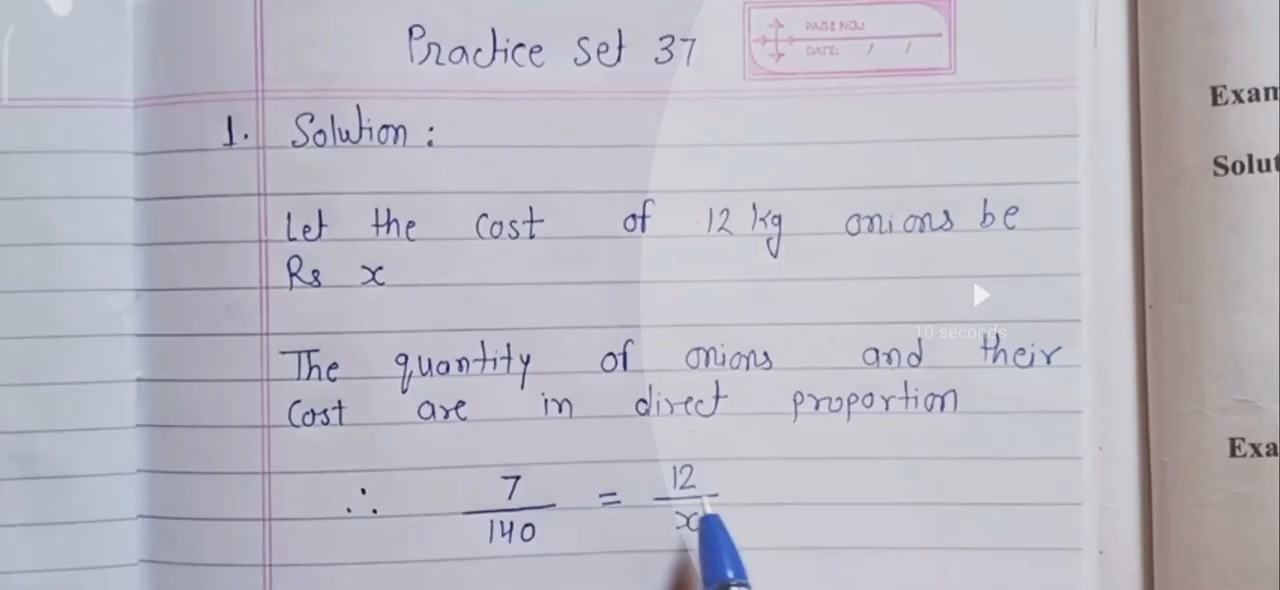 Practice set 37
PAGE NO.:
DATE: / /
1. Solution :
Let the cost of 12 kg onions be
Rs x
The quantity of onions and their
Cost are in direct proportion
∴ 7/140 = 12/x
10 seconds
Exam
Solut
Exa